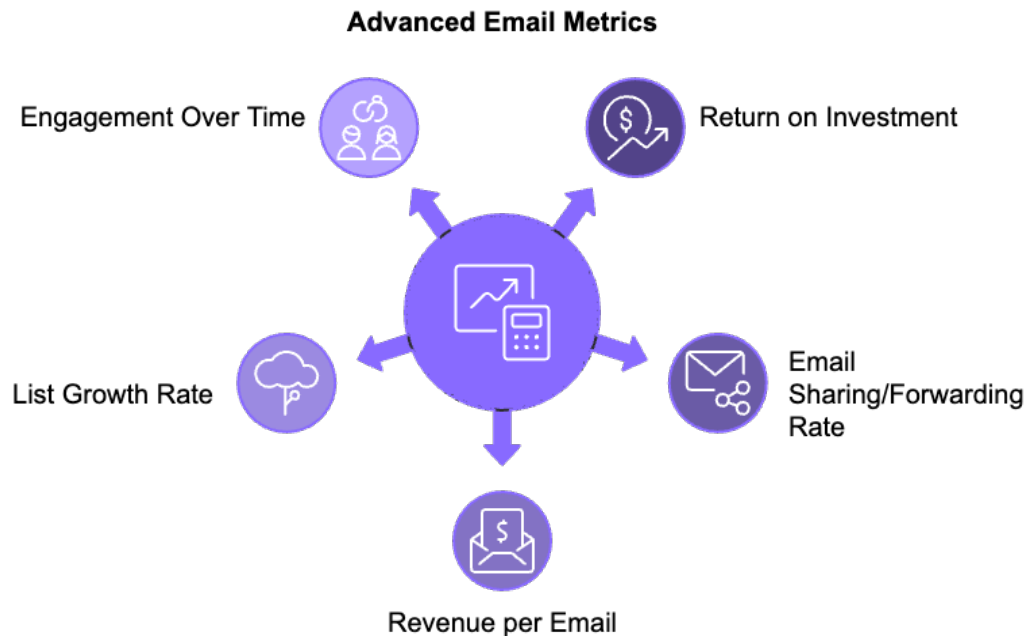 Advanced Email Metrics
Engagement Over Time
$
Return on Investment
List Growth Rate
Email
Sharing/Forwarding
Rate
$
Revenue per Email